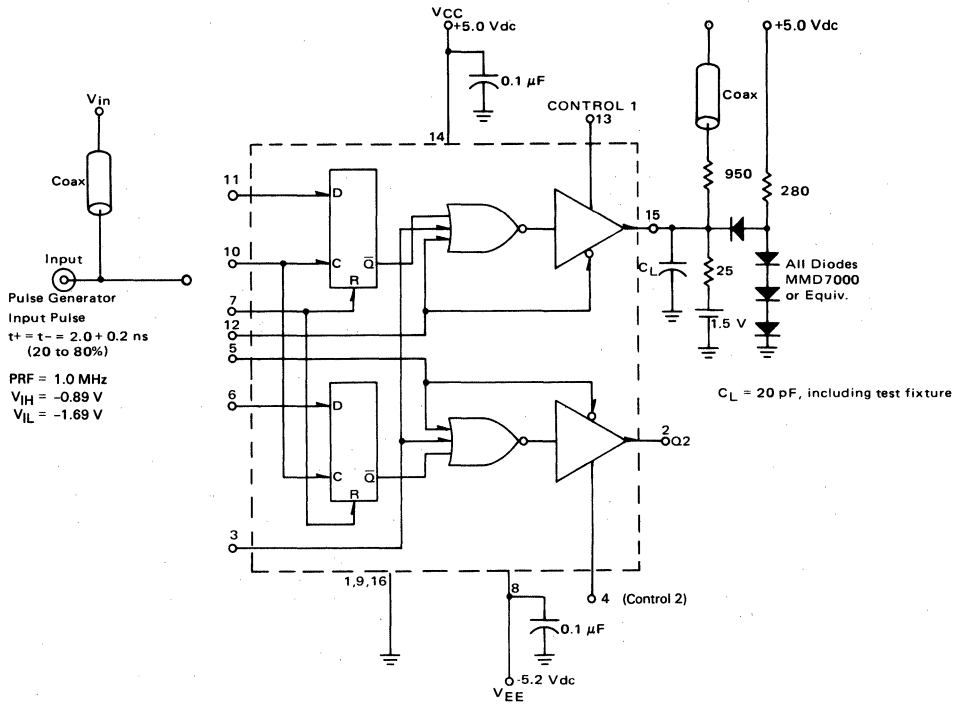 VCC
+5.0 Vdc
+5.0 Vdc
0.1 µF
Coax
Vin
CONTROL 1
13
14
Coax
950
280
11
D
15
10
C
Q̅
R
CL
25
1.5 V
All Diodes
MMD7000
or Equiv.
Input
Pulse Generator
Input Pulse
t+ = t− = 2.0 + 0.2 ns
(20 to 80%)
PRF = 1.0 MHz
VIH = −0.89 V
VIL = −1.69 V
7
12
5
6
D
C
Q̅
R
2
Q2
CL = 20 pF, including test fixture
3
1,9,16
8
4 (Control 2)
0.1 µF
-5.2 Vdc
VEE